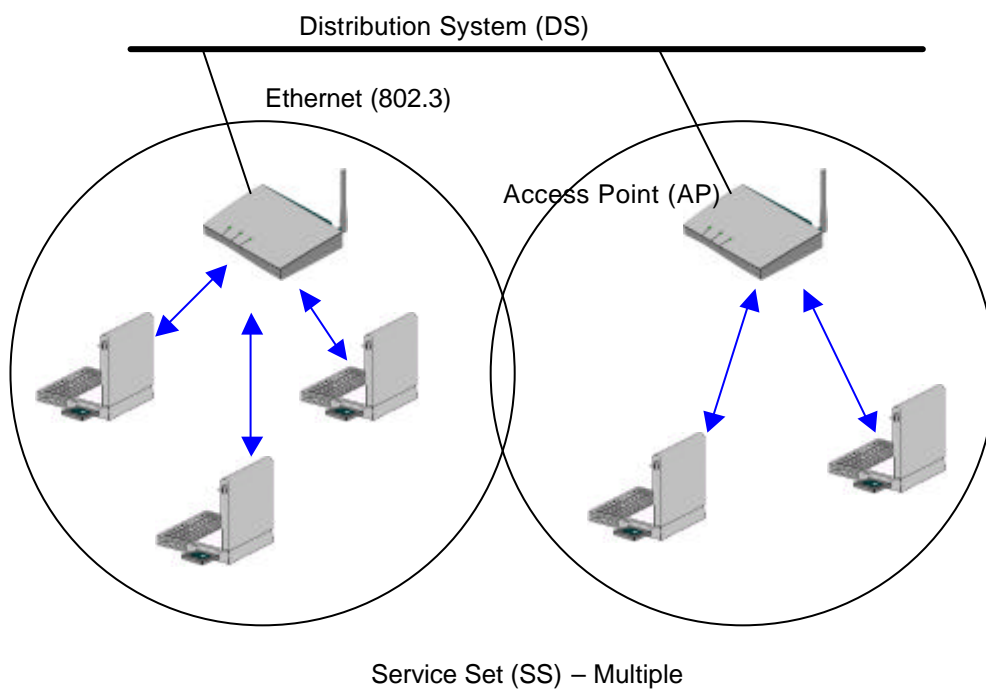 Distribution System (DS)
Ethernet (802.3)
Access Point (AP)
Service Set (SS) – Multiple